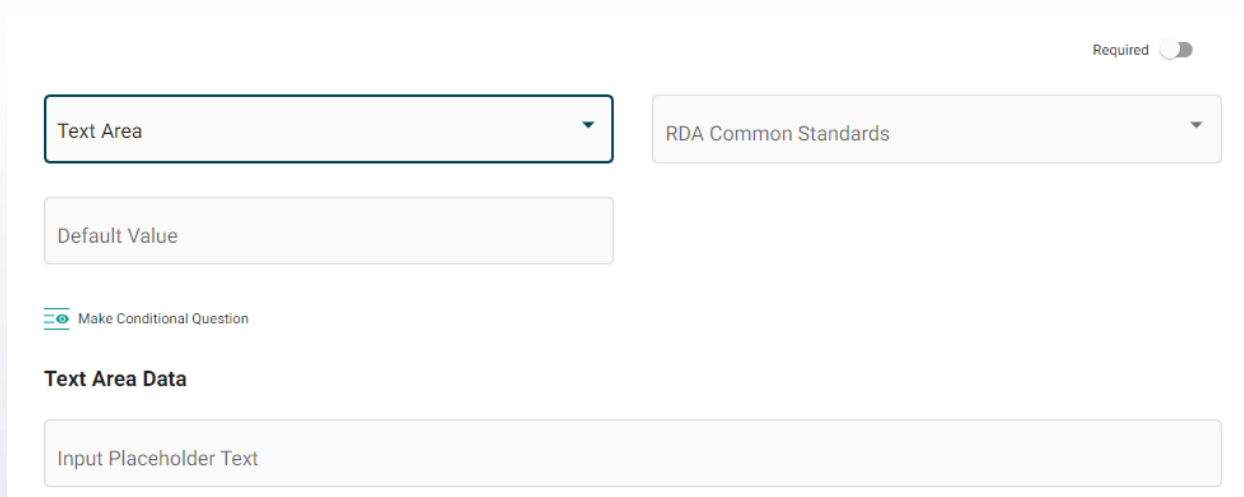 Required
Text Area
RDA Common Standards
Default Value
Make Conditional Question
Text Area Data
Input Placeholder Text